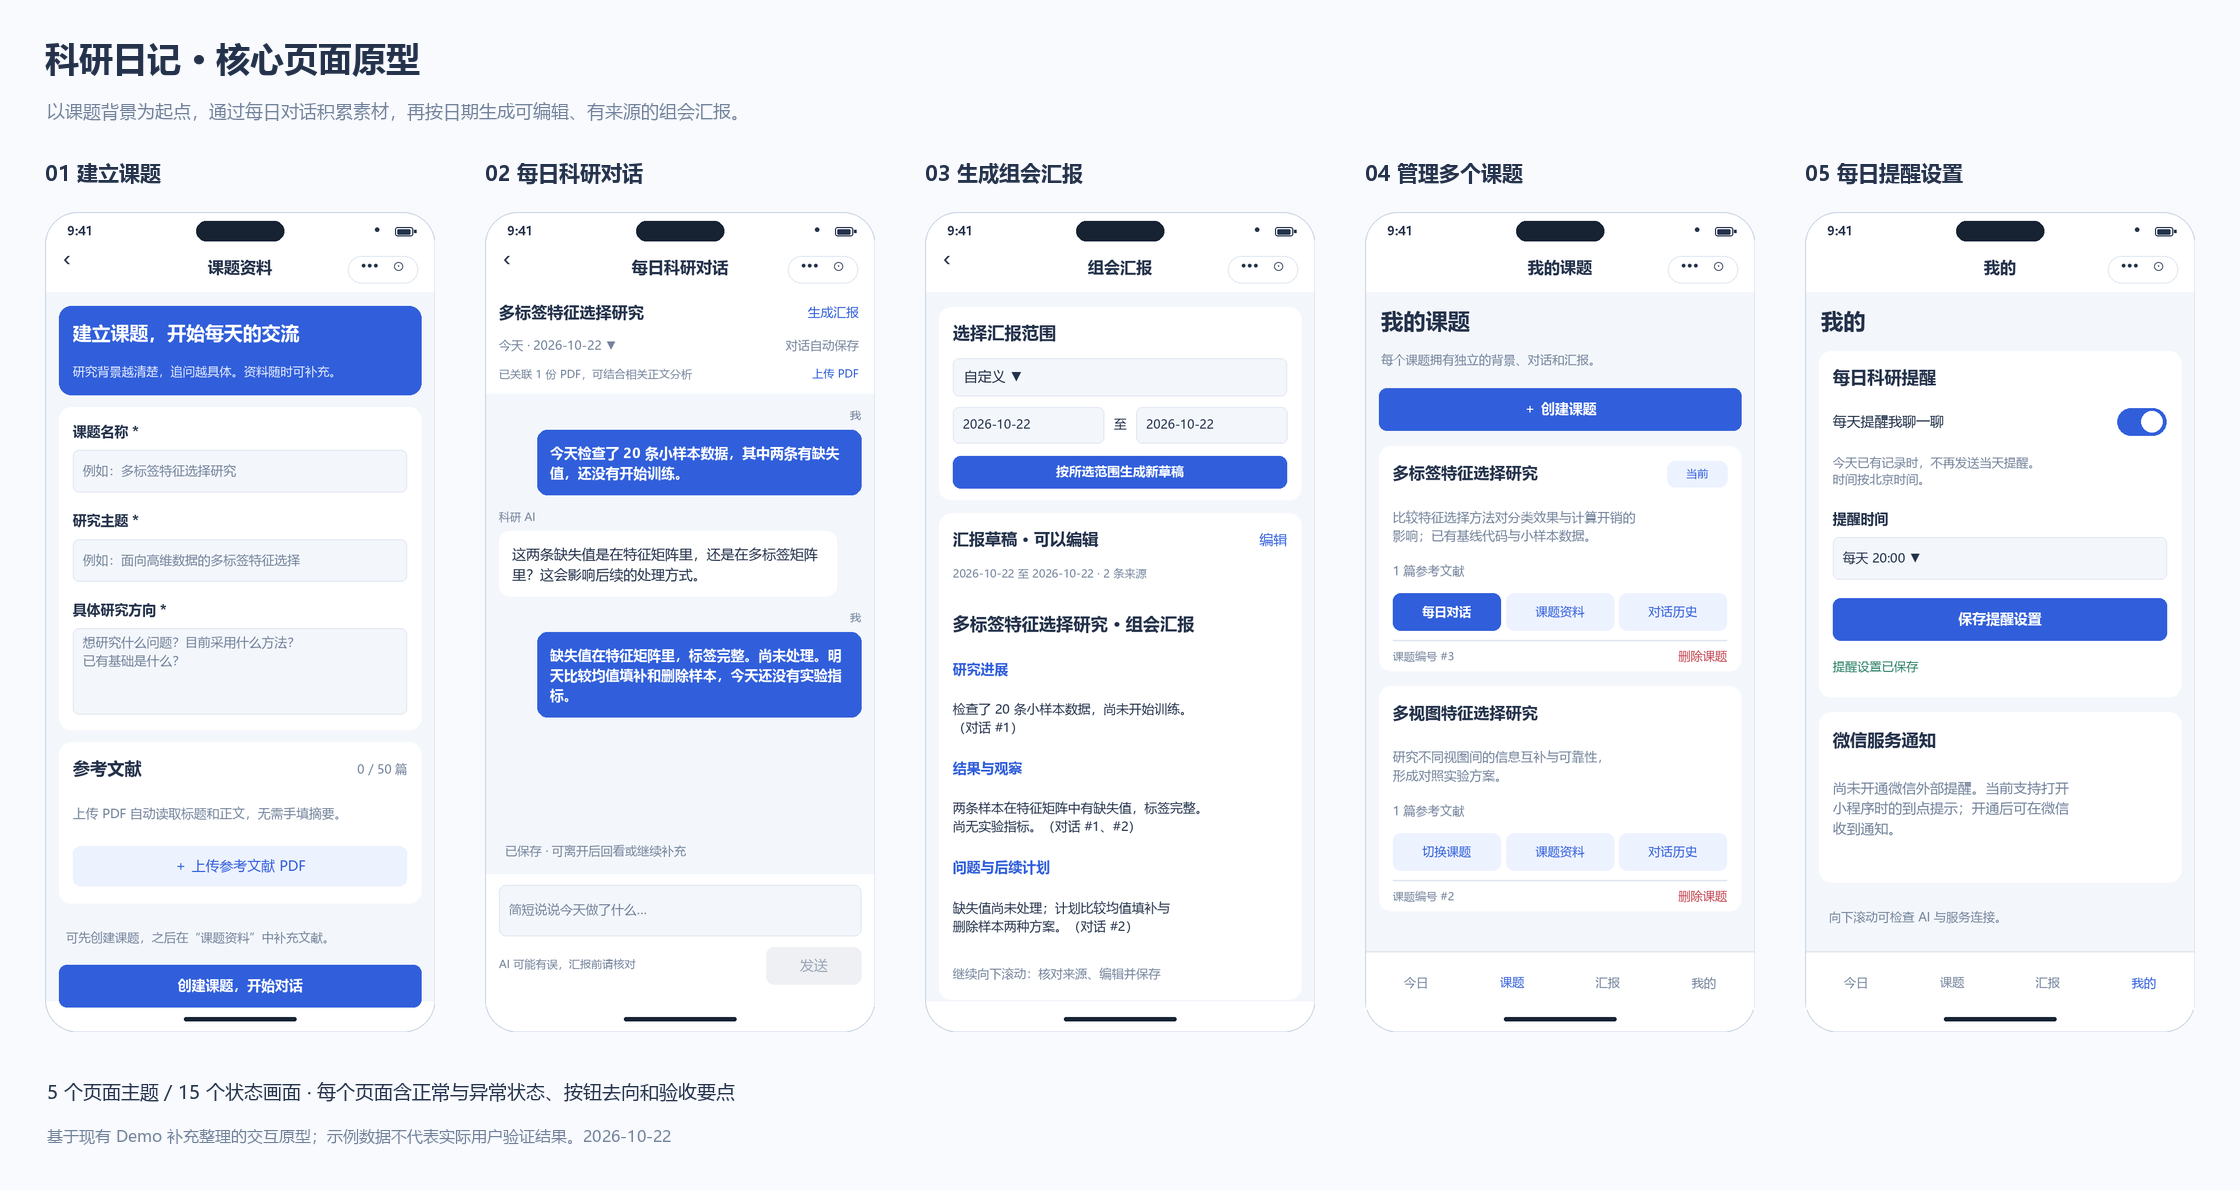 科研日记 • 核心页面原型
以课题背景为起点，通过每日对话积累素材，再按日期生成可编辑、有来源的组会汇报。
01 建立课题
9:41
课题资料
建立课题，开始每天的交流
研究背景越清楚，追问越具体。资料随时可补充。
课题名称 *
例如：多标签特征选择研究
研究主题 *
例如：面向高维数据的多标签特征选择
具体研究方向 *
想研究什么问题？目前采用什么方法？
已有基础是什么？
参考文献
0 / 50 篇
上传 PDF 自动读取标题和正文，无需手填摘要。
+ 上传参考文献 PDF
可先创建课题，之后在“课题资料”中补充文献。
创建课题，开始对话
02 每日科研对话
9:41
每日科研对话
多标签特征选择研究
生成汇报
今天 · 2026-10-22 ▼
对话自动保存
已关联 1 份 PDF，可结合相关正文分析
上传 PDF
我
今天检查了 20 条小样本数据，其中两条有缺失
值，还没有开始训练。
科研 AI
这两条缺失值是在特征矩阵里，还是在多标签矩阵
里？这会影响后续的处理方式。
我
缺失值在特征矩阵里，标签完整。尚未处理。明
天比较均值填补和删除样本，今天还没有实验指
标。
已保存 · 可离开后回看或继续补充
简短说说今天做了什么...
AI 可能有误，汇报前请核对
发送
03 生成组会汇报
9:41
组会汇报
选择汇报范围
自定义 ▼
2026-10-22
至
2026-10-22
按所选范围生成新草稿
汇报草稿 • 可以编辑
编辑
2026-10-22 至 2026-10-22 · 2 条来源
多标签特征选择研究 • 组会汇报
研究进展
检查了 20 条小样本数据，尚未开始训练。
（对话 #1）
结果与观察
两条样本在特征矩阵中有缺失值，标签完整。
尚无实验指标。（对话 #1、#2）
问题与后续计划
缺失值尚未处理；计划比较均值填补与
删除样本两种方案。（对话 #2）
继续向下滚动：核对来源、编辑并保存
04 管理多个课题
9:41
我的课题
我的课题
每个课题拥有独立的背景、对话和汇报。
+ 创建课题
多标签特征选择研究
当前
比较特征选择方法对分类效果与计算开销的
影响；已有基线代码与小样本数据。
1 篇参考文献
每日对话
课题资料
对话历史
课题编号 #3
删除课题
多视图特征选择研究
研究不同视图间的信息互补与可靠性，
形成对照实验方案。
1 篇参考文献
切换课题
课题资料
对话历史
课题编号 #2
删除课题
今日
课题
汇报
我的
05 每日提醒设置
9:41
我的
我的
每日科研提醒
每天提醒我聊一聊
今天已有记录时，不再发送当天提醒。
时间按北京时间。
提醒时间
每天 20:00 ▼
保存提醒设置
提醒设置已保存
微信服务通知
尚未开通微信外部提醒。当前支持打开
小程序时的到点提示；开通后可在微信
收到通知。
向下滚动可检查 AI 与服务连接。
今日
课题
汇报
我的
5 个页面主题 / 15 个状态画面 · 每个页面含正常与异常状态、按钮去向和验收要点
基于现有 Demo 补充整理的交互原型；示例数据不代表实际用户验证结果。2026-10-22